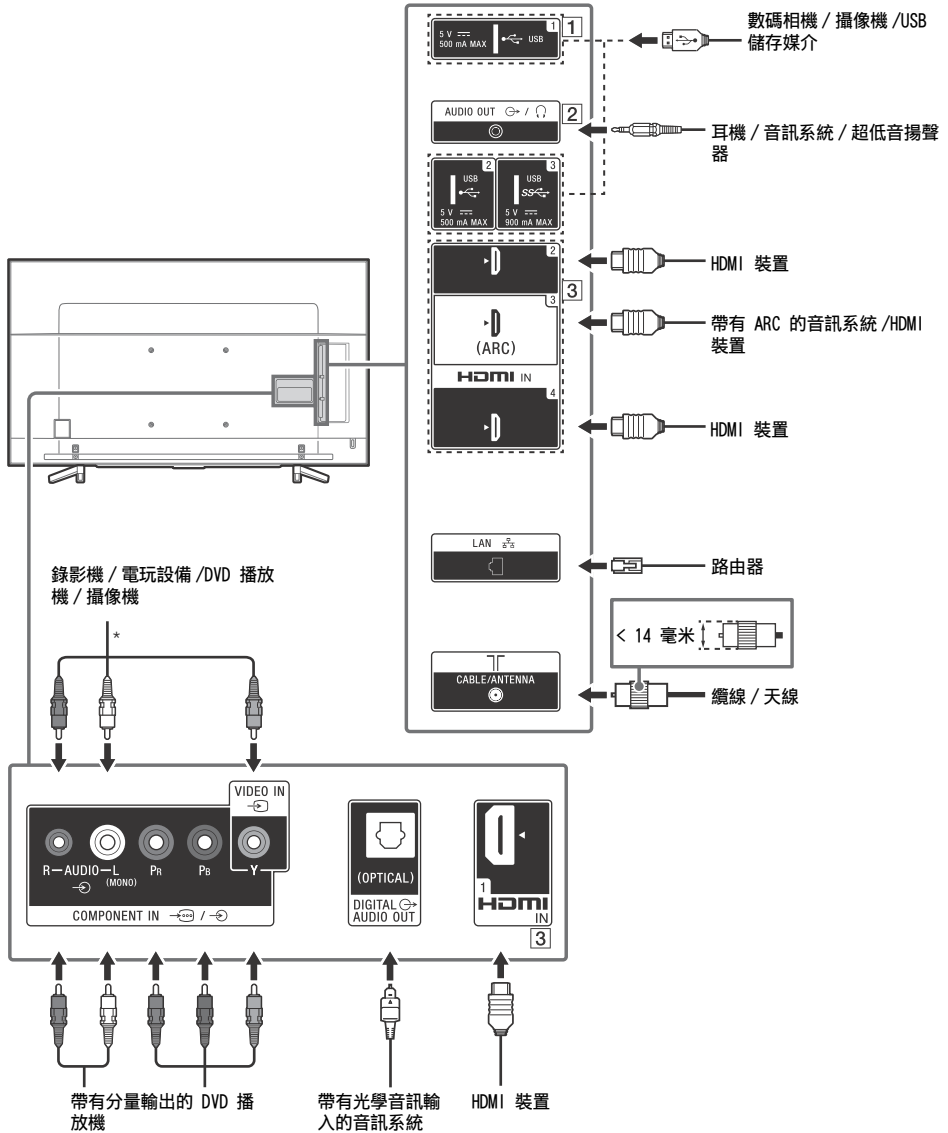 5 V
500 mA MAX
USB
1
1
數碼相機 / 攝像機 /USB
儲存媒介
AUDIO OUT /
2
耳機 / 音訊系統 / 超低音揚聲
器
2
USB
5 V
500 mA MAX
3
USB
SS
5 V
900 mA MAX
2
HDMI 裝置
3
3
(ARC)
帶有 ARC 的音訊系統 /HDMI
裝置
HDMI IN
4
HDMI 裝置
LAN
路由器
< 14 毫米
CABLE/ANTENNA
纜線 / 天線
錄影機 / 電玩設備 /DVD 播放
機 / 攝像機
*
VIDEO IN
R—AUDIO—L
(MONO)
PR
PB
Y
COMPONENT IN /
(OPTICAL)
DIGITAL
AUDIO OUT
1
HDMI
IN
3
帶有分量輸出的 DVD 播
放機
帶有光學音訊輸
入的音訊系統
HDMI 裝置